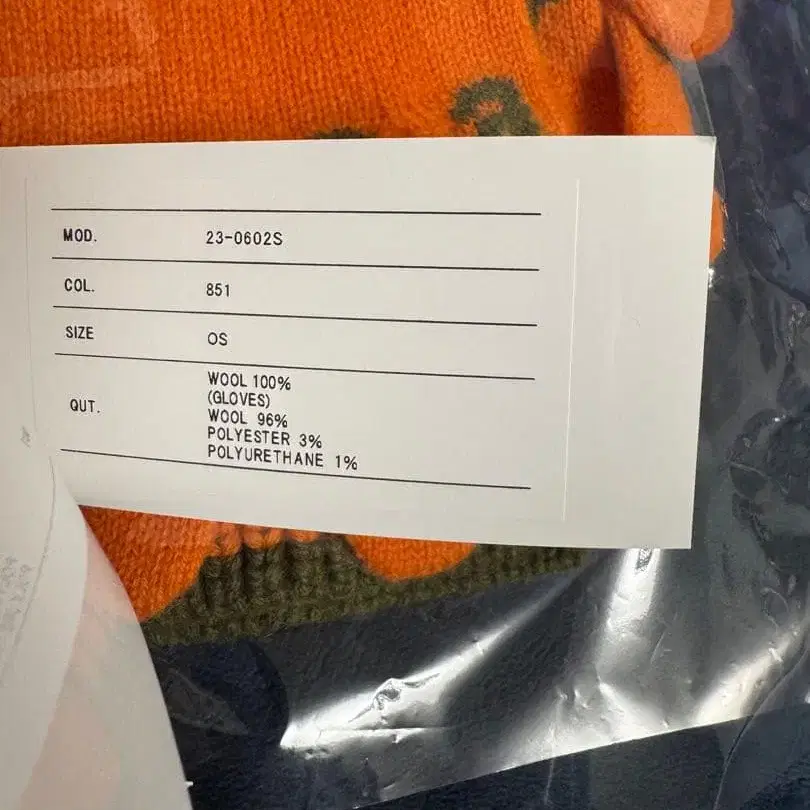 MOD. 23-0602S
COL. 851
SIZE OS
QUT. WOOL 100%
(GLOVES)
WOOL 96%
POLYESTER 3%
POLYURETHANE 1%